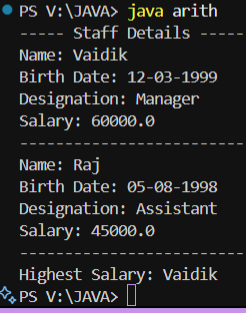 PS V:\JAVA> java arith
----- Staff Details -----
Name: Vaidik
Birth Date: 12-03-1999
Designation: Manager
Salary: 60000.0
-------------------------
Name: Raj
Birth Date: 05-08-1998
Designation: Assistant
Salary: 45000.0
-------------------------
Highest Salary: Vaidik
PS V:\JAVA>